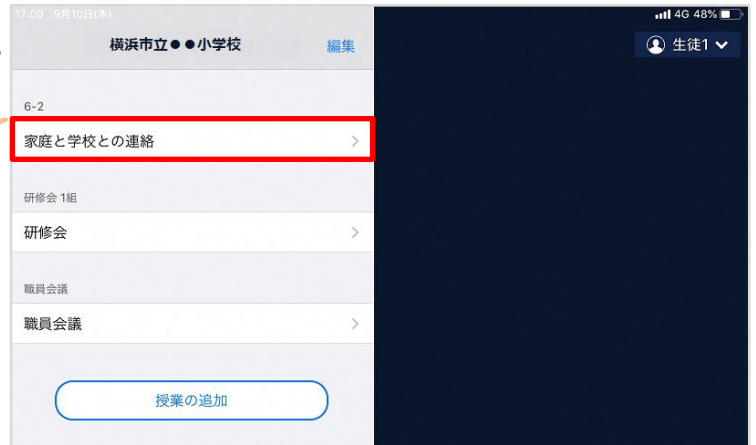 17:00 9月10日(木)
4G 48%
横浜市立●●小学校
編集
生徒1
6-2
家庭と学校との連絡
研修会 1組
研修会
職員会議
職員会議
授業の追加